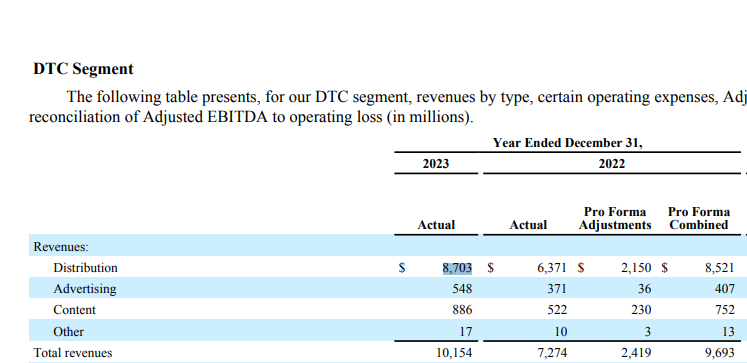 DTC Segment
The following table presents, for our DTC segment, revenues by type, certain operating expenses, Adj
reconciliation of Adjusted EBITDA to operating loss (in millions).
Year Ended December 31,
2023 2022
Pro Forma Pro Forma
Actual Actual Adjustments Combined
Revenues:
Distribution $ 8,703 $ 6,371 $ 2,150 $ 8,521
Advertising 548 371 36 407
Content 886 522 230 752
Other 17 10 3 13
Total revenues 10,154 7,274 2,419 9,693